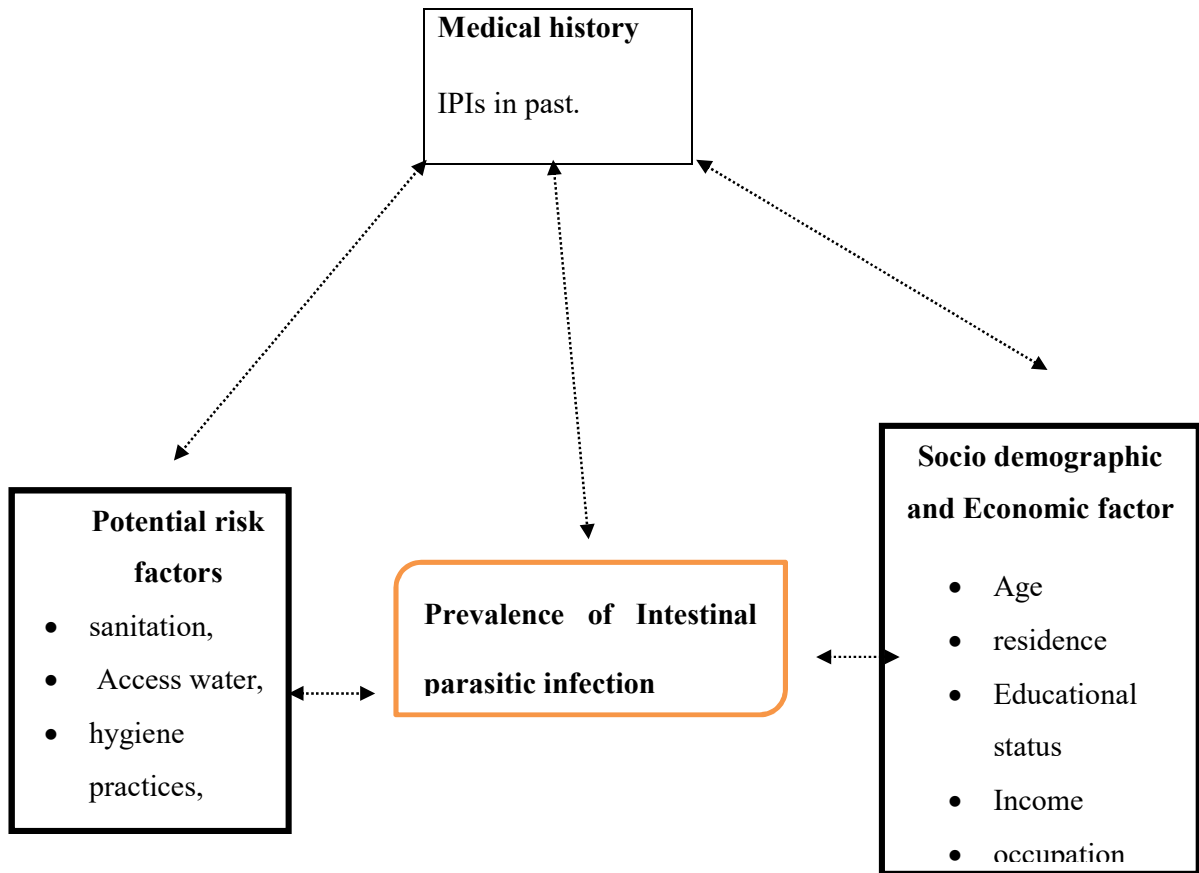 Medical history
IPIs in past.
Potential risk
factors
• sanitation,
• Access water,
• hygiene
practices,
Prevalence of Intestinal
parasitic infection
Socio demographic
and Economic factor
• Age
• residence
• Educational
status
• Income
• occupation